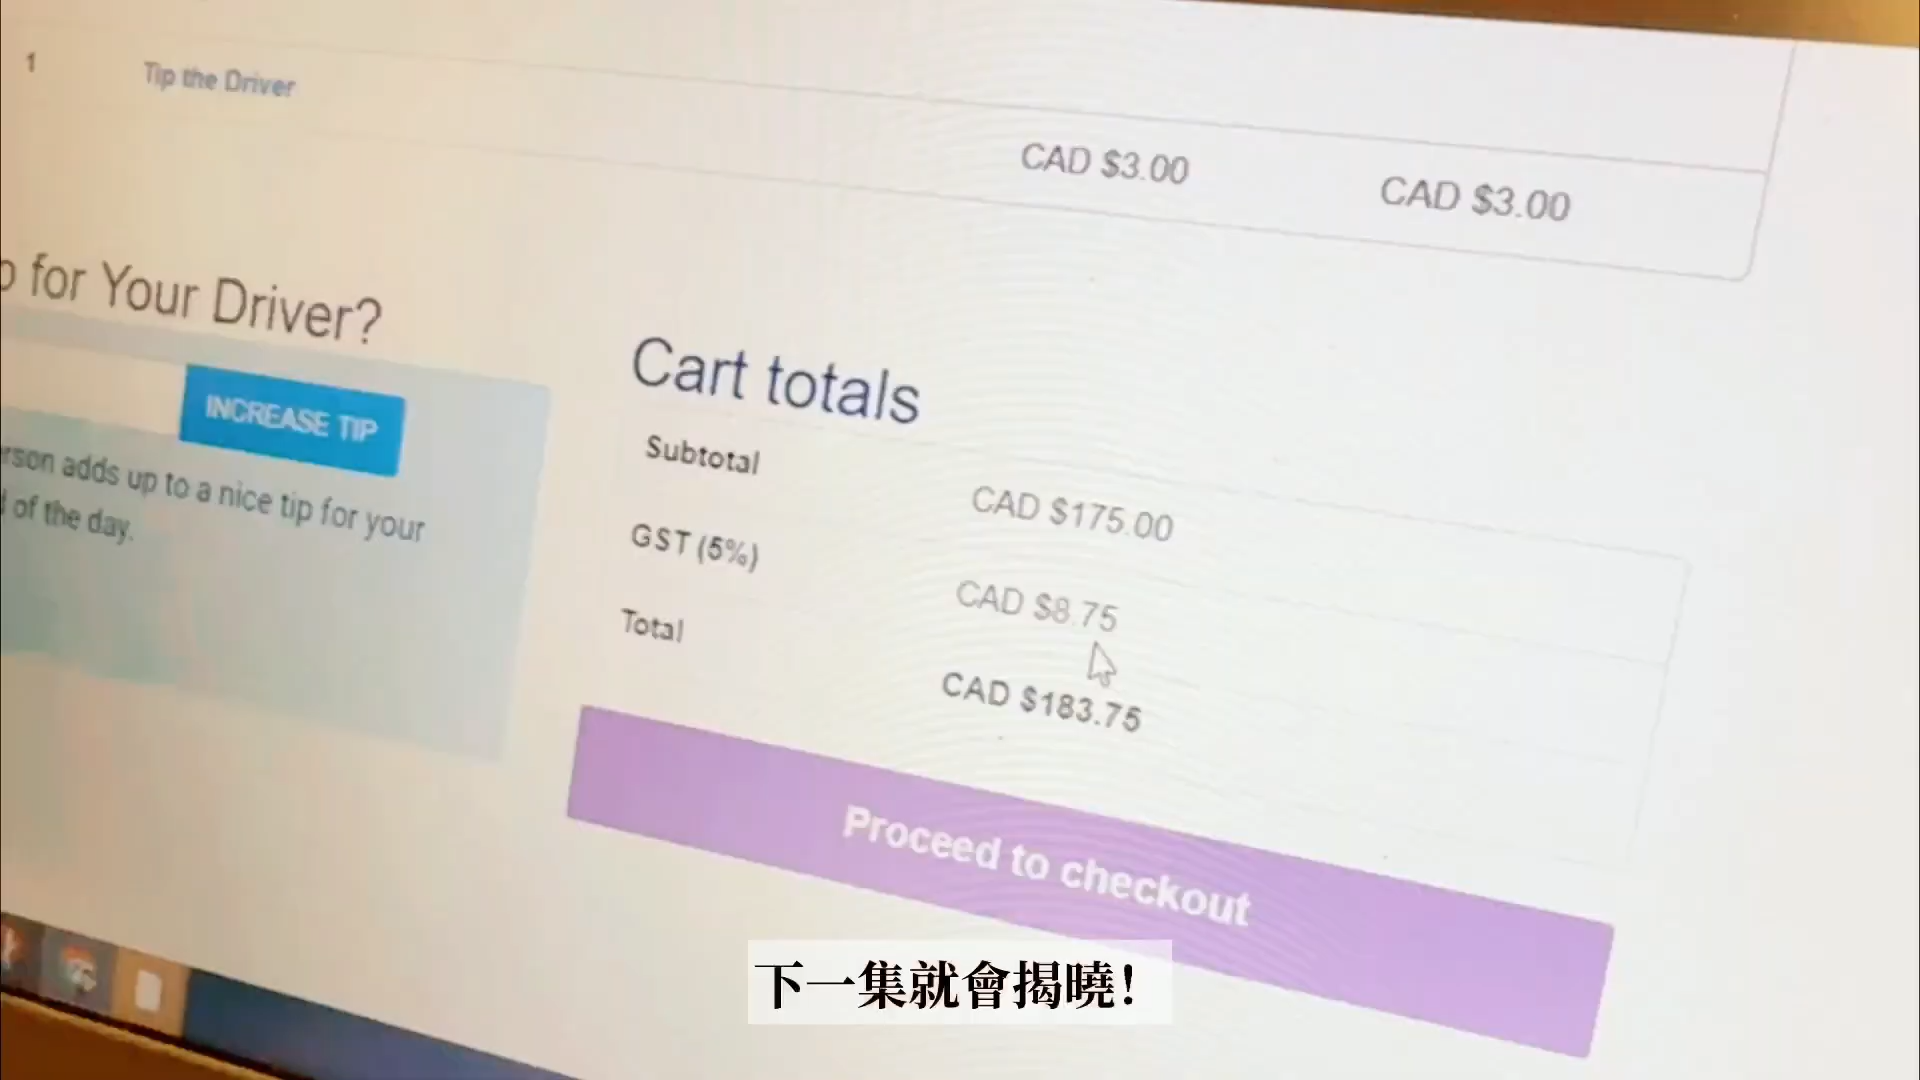 1
Tip the Driver
CAD $3.00
CAD $3.00
for Your Driver?
INCREASE TIP
adds up to a nice tip for your
of the day.
Cart totals
Subtotal
CAD $175.00
GST (5%)
CAD $8.75
Total
CAD $183.75
Proceed to checkout
下一集就會揭曉！